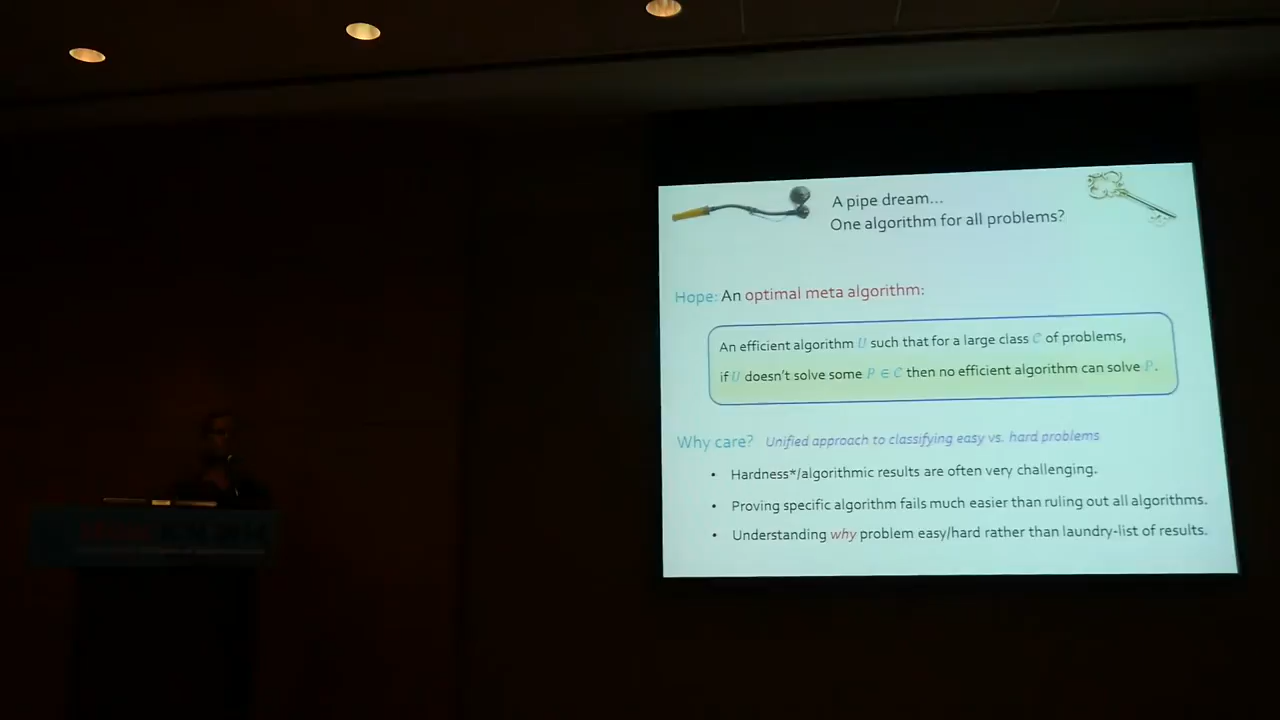 A pipe dream...
One algorithm for all problems?
Hope: An optimal meta algorithm:
An efficient algorithm U such that for a large class C of problems,
if U doesn't solve some P ∈ C then no efficient algorithm can solve P.
Why care? Unified approach to classifying easy vs. hard problems
• Hardness*/algorithmic results are often very challenging.
• Proving specific algorithm fails much easier than ruling out all algorithms.
• Understanding why problem easy/hard rather than laundry-list of results.